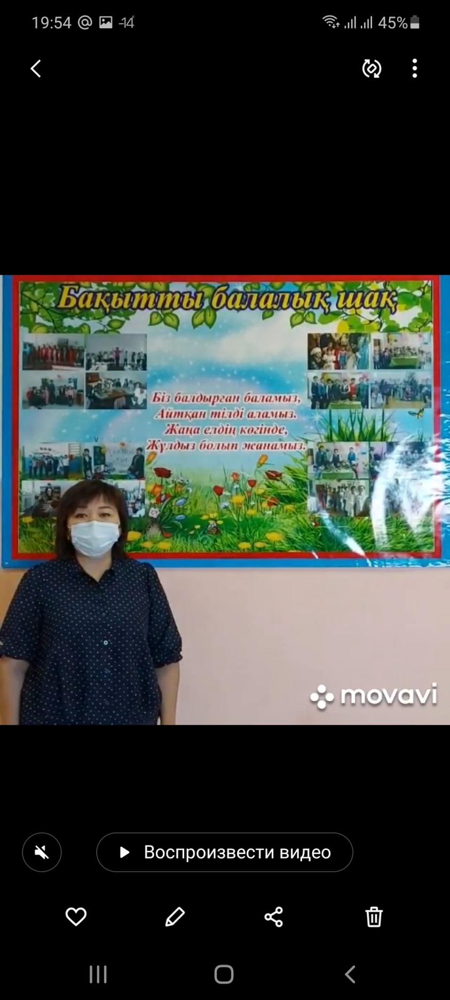 19:54 @ -14° 45%
Бақытты балалық шақ
Біз балдырған баламыз,
Айтқан тілді аламыз.
Жаңа елдің көгінде,
Жұлдыз болып жанамыз.
movavi
Воспроизвести видео